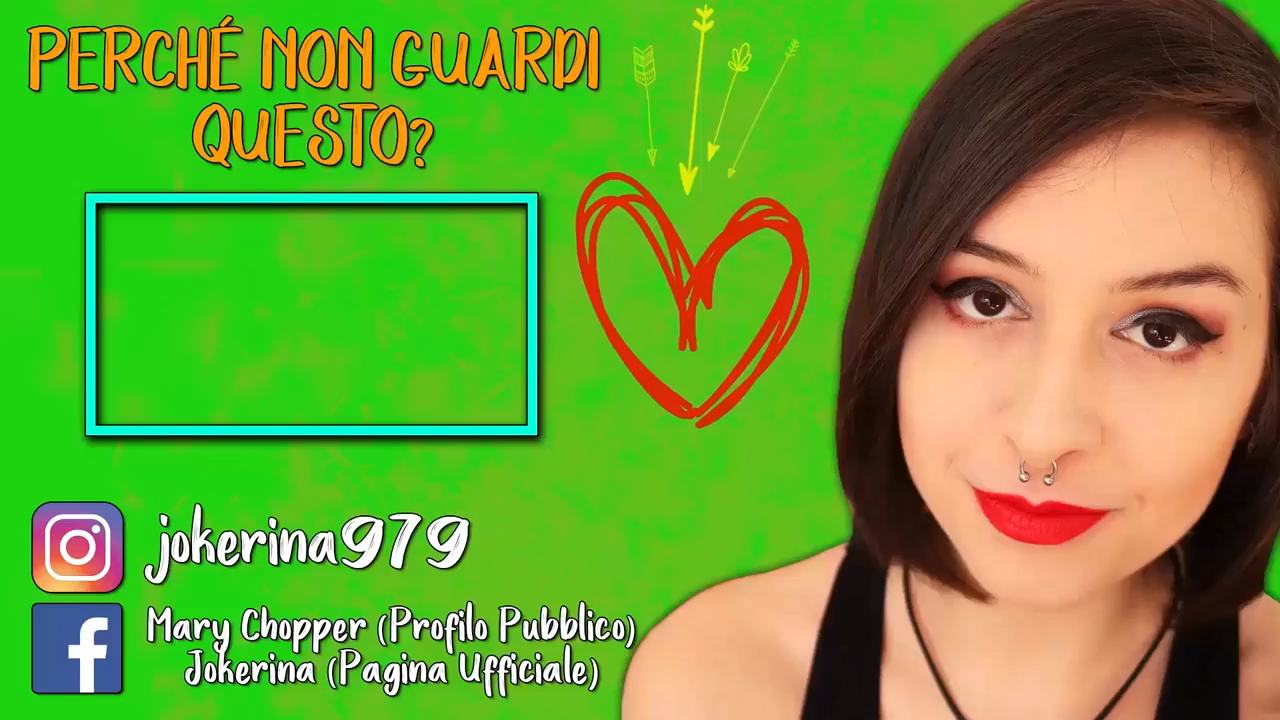 PERCHÉ NON GUARDI
QUESTO?
jokerina979
Mary Chopper (Profilo Pubblico)
Jokerina (Pagina Ufficiale)